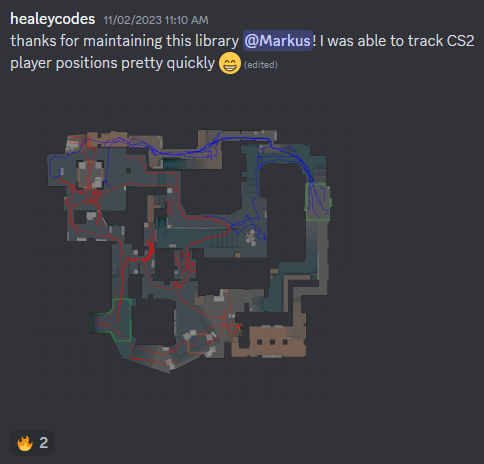 healeycodes 11/02/2023 11:10 AM
thanks for maintaining this library @Markus! I was able to track CS2
player positions pretty quickly 😁 (edited)
🔥 2